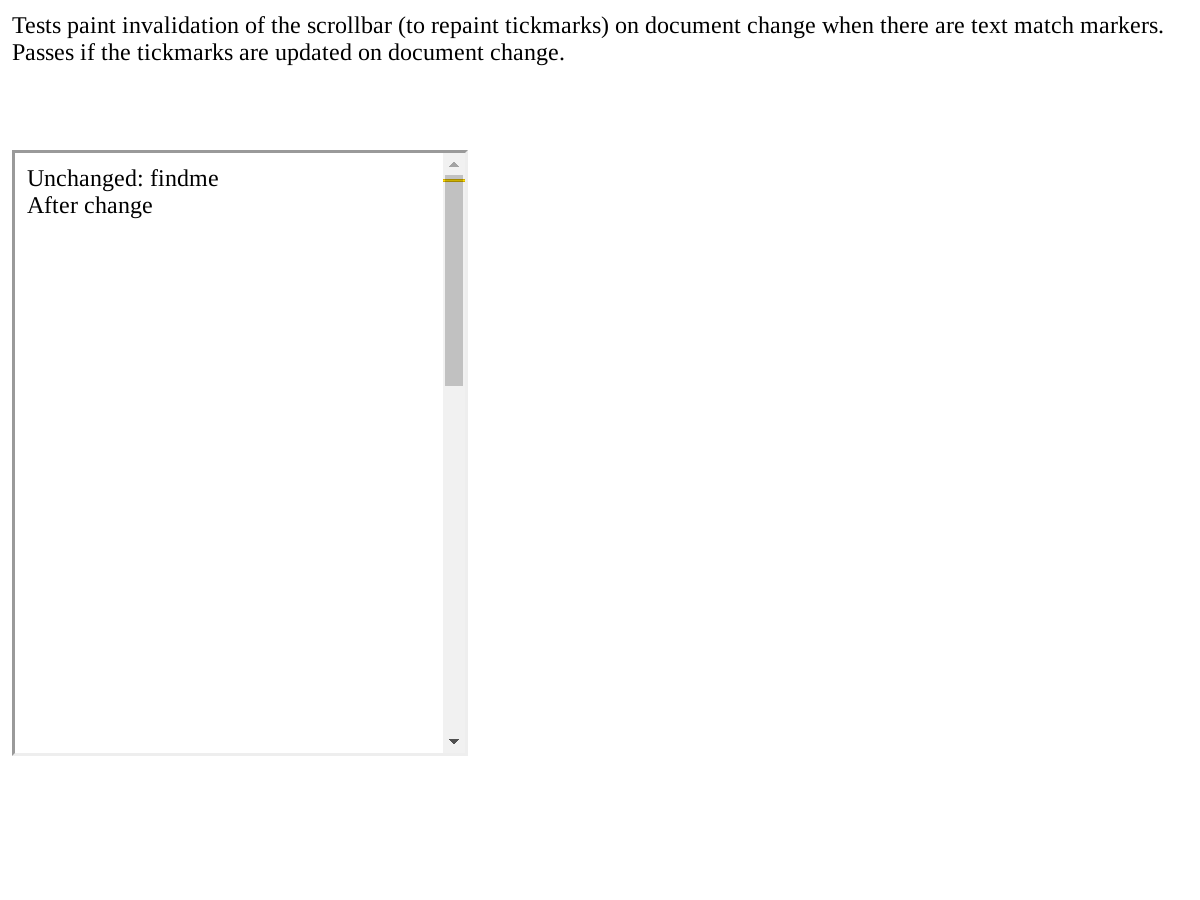 Tests paint invalidation of the scrollbar (to repaint tickmarks) on document change when there are text match markers.
Passes if the tickmarks are updated on document change.
Unchanged: findme
After change